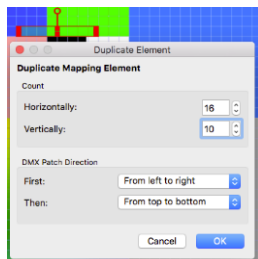 Duplicate Element
Duplicate Mapping Element
Count
Horizontally: 16
Vertically: 10
DMX Patch Direction
First: From left to right
Then: From top to bottom
Cancel OK